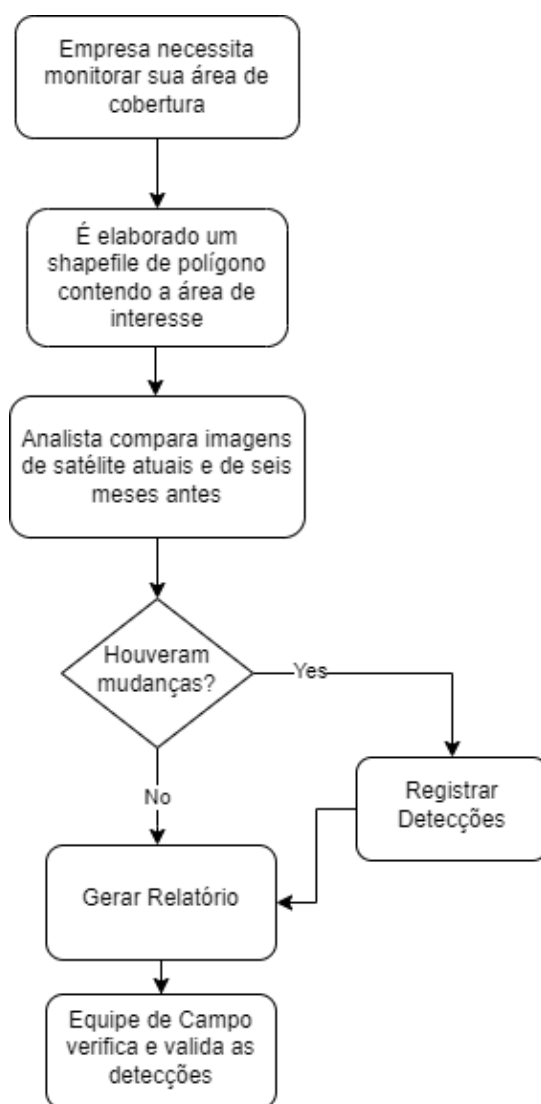 Empresa necessita
monitorar sua área de
cobertura
É elaborado um
shapefile de polígono
contendo a área de
interesse
Analista compara imagens
de satélite atuais e de seis
meses antes
Houveram
mudanças?
Yes
No
Registrar
Detecções
Gerar Relatório
Equipe de Campo
verifica e valida as
detecções